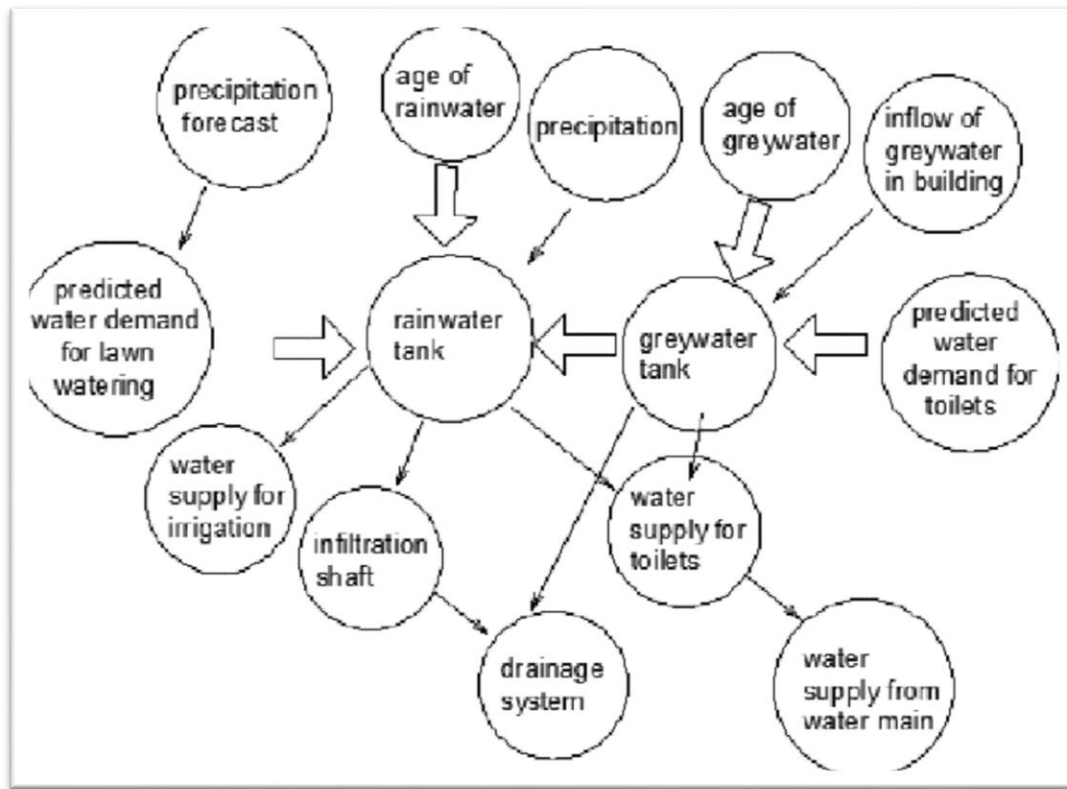 precipitation
forecast
age of
rainwater
precipitation
age of
greywater
inflow of
greywater
in building
predicted
water demand
for lawn
watering
rainwater
tank
greywater
tank
predicted
water
demand for
toilets
water
supply for
irrigation
infiltration
shaft
water
supply for
toilets
drainage
system
water
supply from
water main